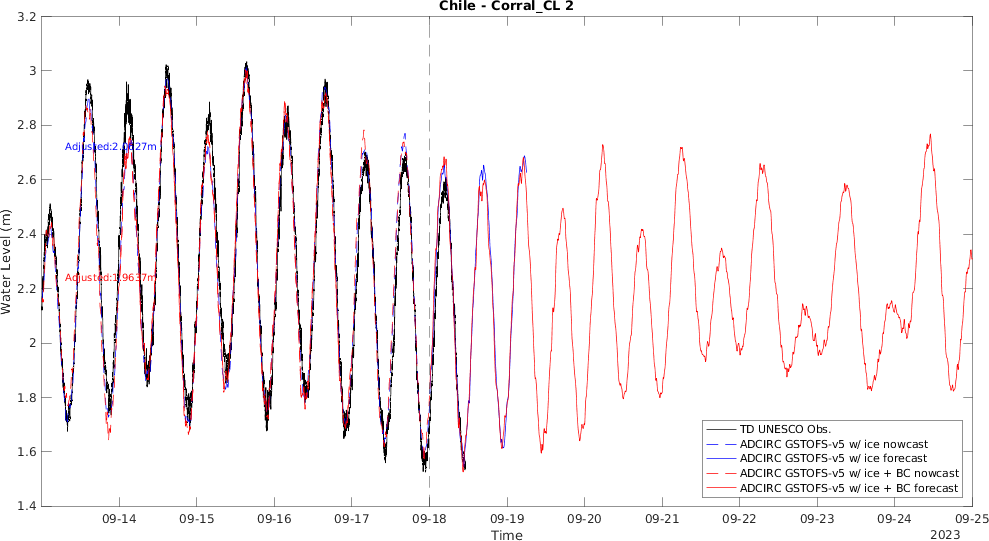 Chile - Corral_CL 2
3.2
3
2.8
2.6
2.4
2.2
2
1.8
1.6
1.4
Water Level (m)
Adjusted:1.9637m
TD UNESCO Obs.
ADCIRC GSTOFS-v5 w/ ice nowcast
ADCIRC GSTOFS-v5 w/ ice forecast
ADCIRC GSTOFS-v5 w/ ice + BC nowcast
ADCIRC GSTOFS-v5 w/ ice + BC forecast
09-14 09-15 09-16 09-17 09-18 09-19 09-20 09-21 09-22 09-23 09-24 09-25
Time
2023